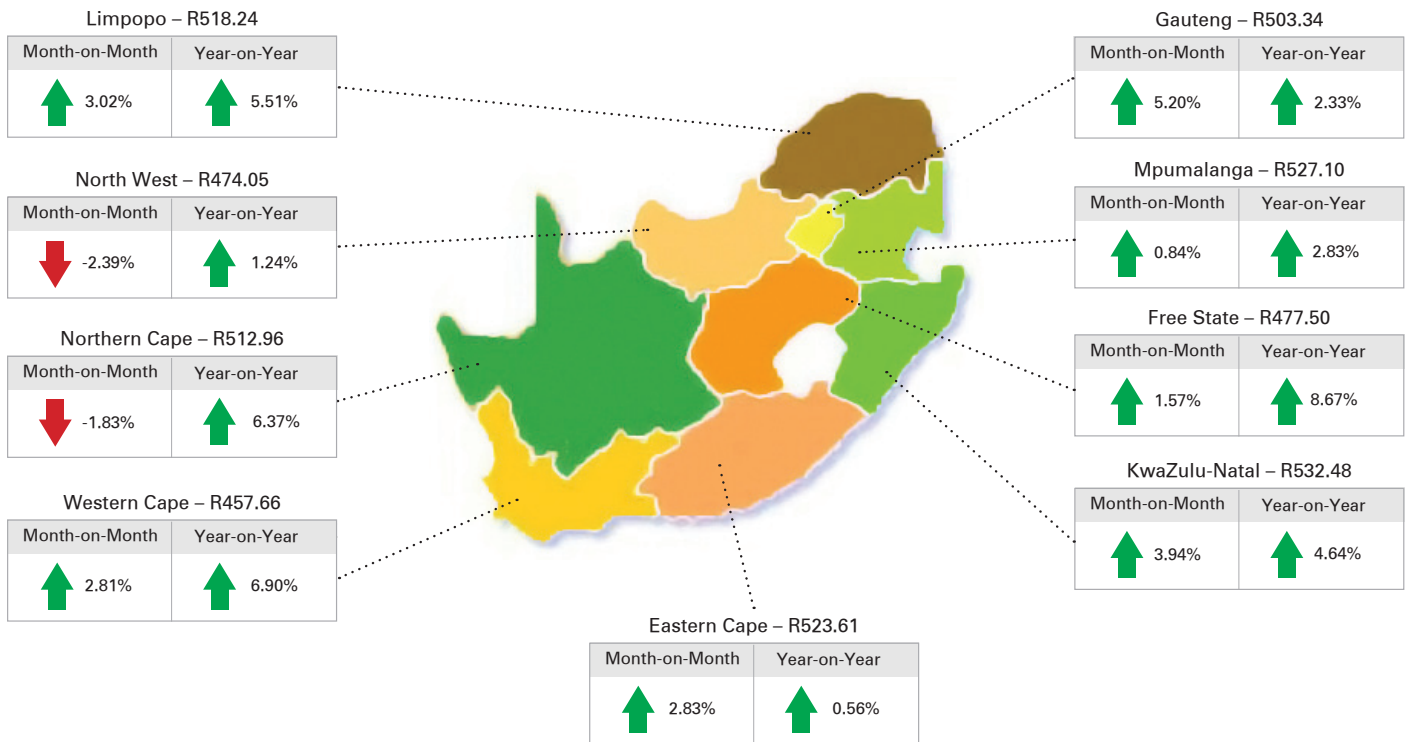 Limpopo – R518.24
Month-on-Month Year-on-Year
3.02% 5.51%
North West – R474.05
Month-on-Month Year-on-Year
-2.39% 1.24%
Northern Cape – R512.96
Month-on-Month Year-on-Year
-1.83% 6.37%
Western Cape – R457.66
Month-on-Month Year-on-Year
2.81% 6.90%
Gauteng – R503.34
Month-on-Month Year-on-Year
5.20% 2.33%
Mpumalanga – R527.10
Month-on-Month Year-on-Year
0.84% 2.83%
Free State – R477.50
Month-on-Month Year-on-Year
1.57% 8.67%
KwaZulu-Natal – R532.48
Month-on-Month Year-on-Year
3.94% 4.64%
Eastern Cape – R523.61
Month-on-Month Year-on-Year
2.83% 0.56%